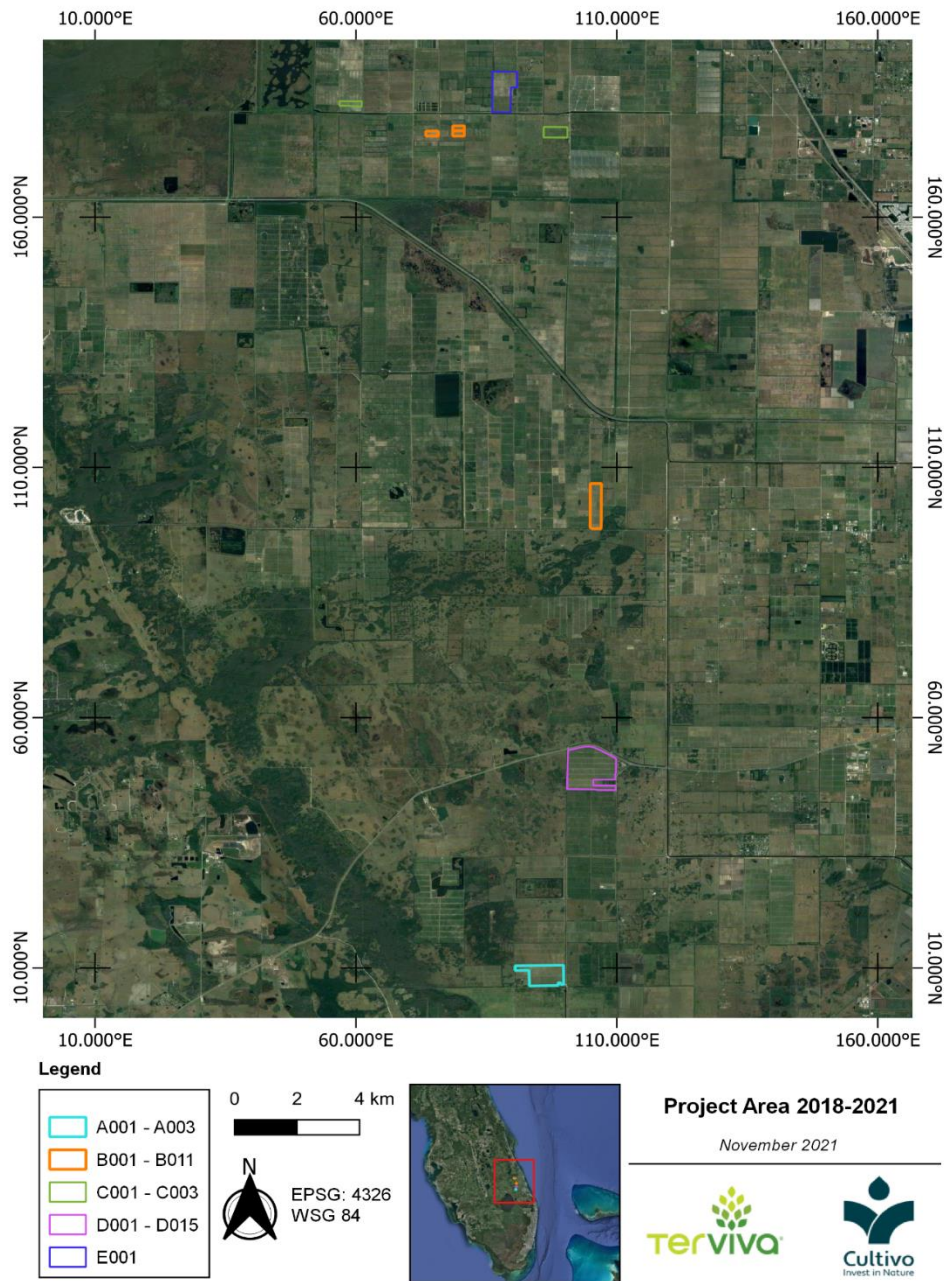 10.000°E 60.000°E 110.000°E 160.000°E
160.000°N 160.000°N
110.000°N 110.000°N
60.000°N 60.000°N
10.000°N 10.000°N
10.000°E 60.000°E 110.000°E 160.000°E
Legend
A001 - A003
B001 - B011
C001 - C003
D001 - D015
E001
0 2 4 km
N
EPSG: 4326
WSG 84
Project Area 2018-2021
November 2021
TERVIVA
Cultivo
Invest in Nature